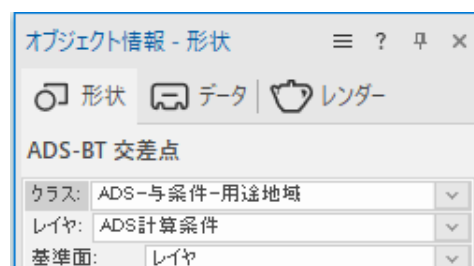 オブジェクト情報 - 形状
形状 データ レンダー
ADS-BT 交差点
クラス: ADS-与条件-用途地域
レイヤ: ADS計算条件
基準面: レイヤ